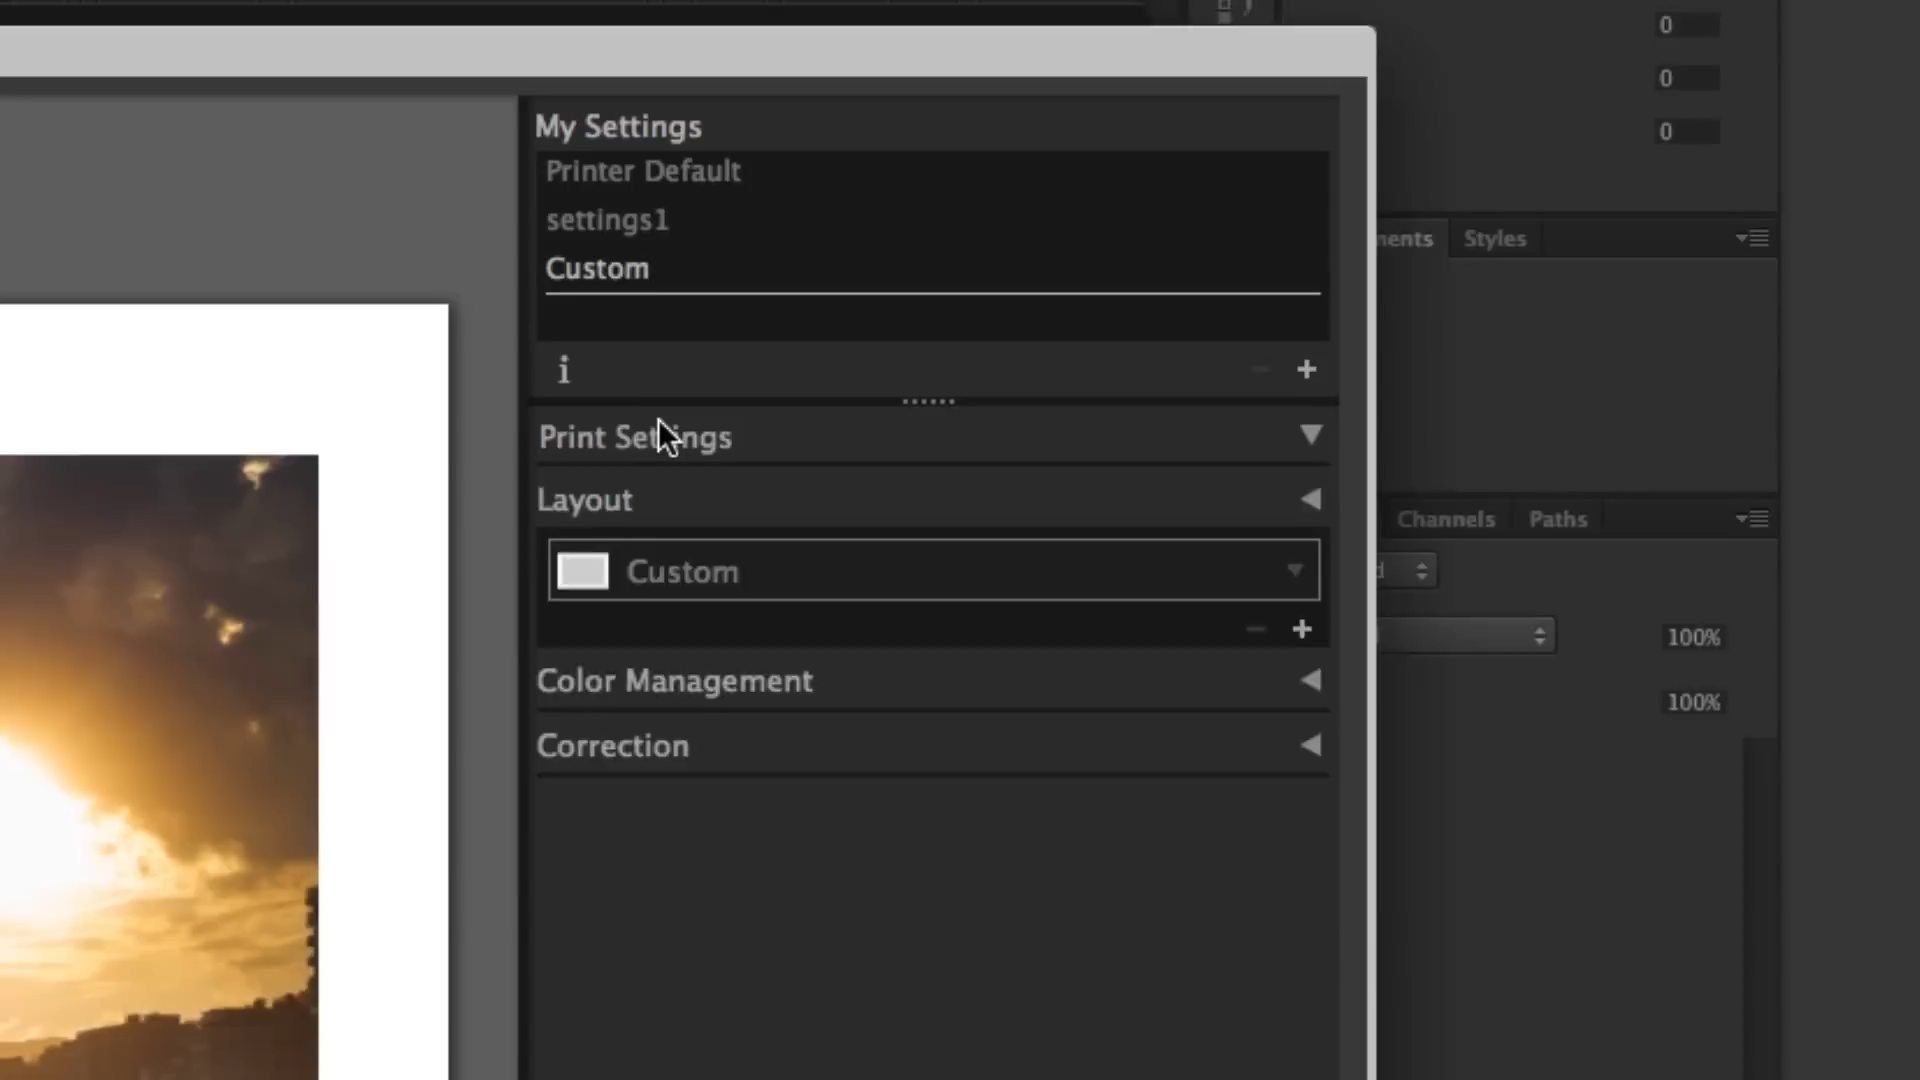 0
0
0
My Settings
Printer Default
settings1
Custom
i
Styles
Print Settings
Layout
Channels Paths
Custom
100%
Color Management
100%
Correction